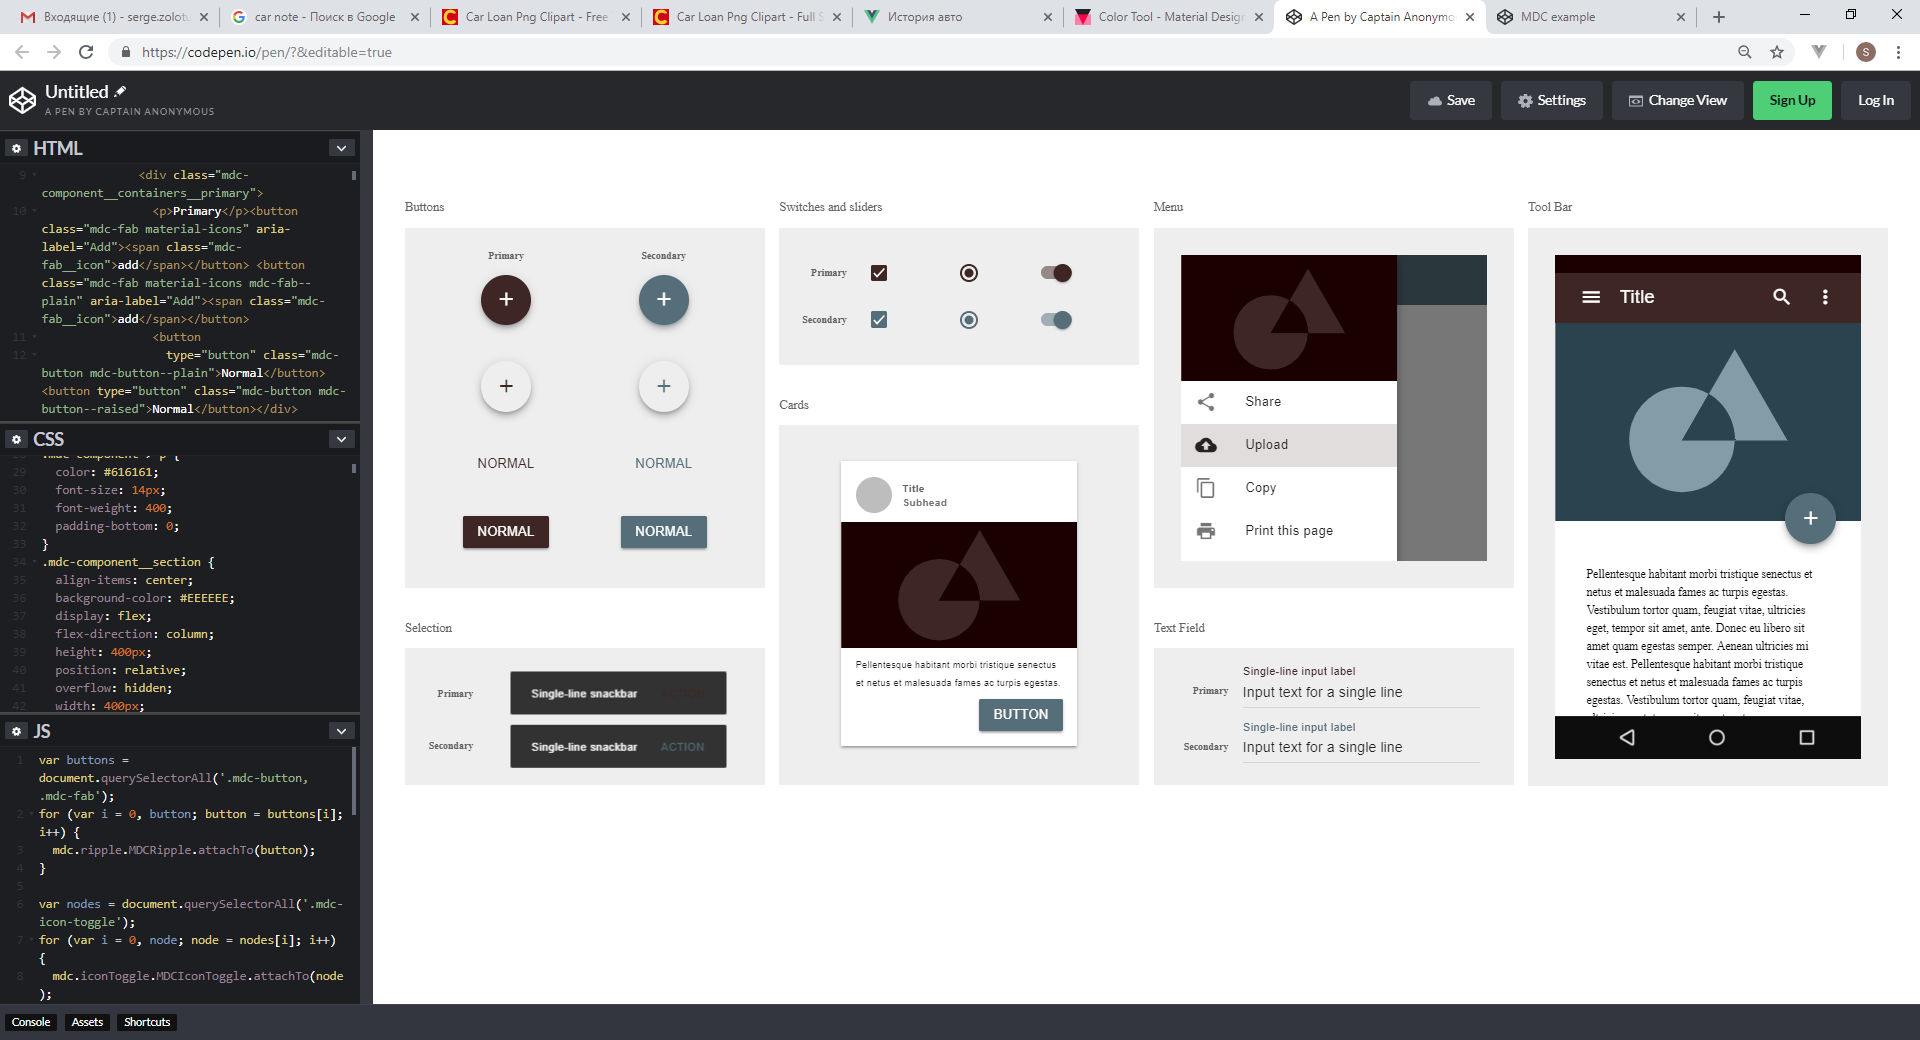 Входящие (1) - serge.zolotu
car note - Поиск в Google
Car Loan Png Clipart - Free
Car Loan Png Clipart - Full S
История авто
Color Tool - Material Design
A Pen by Captain Anonymo
MDC example
https://codepen.io/pen/?&editable=true
S
Untitled
A PEN BY CAPTAIN ANONYMOUS
Save
Settings
Change View
Sign Up
Log In
HTML
9 <div class="mdc-
component__containers__primary">
10 <p>Primary</p><button
class="mdc-fab material-icons" aria-
label="Add"><span class="mdc-
fab__icon">add</span></button> <button
class="mdc-fab material-icons mdc-fab--
plain" aria-label="Add"><span class="mdc-
fab__icon">add</span></button>
11 <button
12 type="button" class="mdc-
button mdc-button--plain">Normal</button>
<button type="button" class="mdc-button mdc-
button--raised">Normal</button></div>
CSS
28 .mdc-component > p {
29 color: #616161;
30 font-size: 14px;
31 font-weight: 400;
32 padding-bottom: 0;
33 }
34 .mdc-component__section {
35 align-items: center;
36 background-color: #EEEEEE;
37 display: flex;
38 flex-direction: column;
39 height: 400px;
40 position: relative;
41 overflow: hidden;
42 width: 400px;
JS
1 var buttons =
document.querySelectorAll('.mdc-button,
.mdc-fab');
2 for (var i = 0, button; button = buttons[i];
i++) {
3 mdc.ripple.MDCRipple.attachTo(button);
4 }
5
6 var nodes = document.querySelectorAll('.mdc-
icon-toggle');
7 for (var i = 0, node; node = nodes[i]; i++)
{
8 mdc.iconToggle.MDCIconToggle.attachTo(node
);
Console
Assets
Shortcuts
Buttons
Primary
Secondary
NORMAL
NORMAL
NORMAL
NORMAL
Selection
Primary
Single-line snackbar
ACTION
Secondary
Single-line snackbar
ACTION
Switches and sliders
Primary
Secondary
Cards
Title
Subhead
Pellentesque habitant morbi tristique senectus
et netus et malesuada fames ac turpis egestas.
BUTTON
Menu
Share
Upload
Copy
Print this page
Text Field
Primary
Single-line input label
Input text for a single line
Secondary
Single-line input label
Input text for a single line
Tool Bar
Title
Pellentesque habitant morbi tristique senectus et
netus et malesuada fames ac turpis egestas.
Vestibulum tortor quam, feugiat vitae, ultricies
eget, tempor sit amet, ante. Donec eu libero sit
amet quam egestas semper. Aenean ultricies mi
vitae est. Pellentesque habitant morbi tristique
senectus et netus et malesuada fames ac turpis
egestas. Vestibulum tortor quam, feugiat vitae,